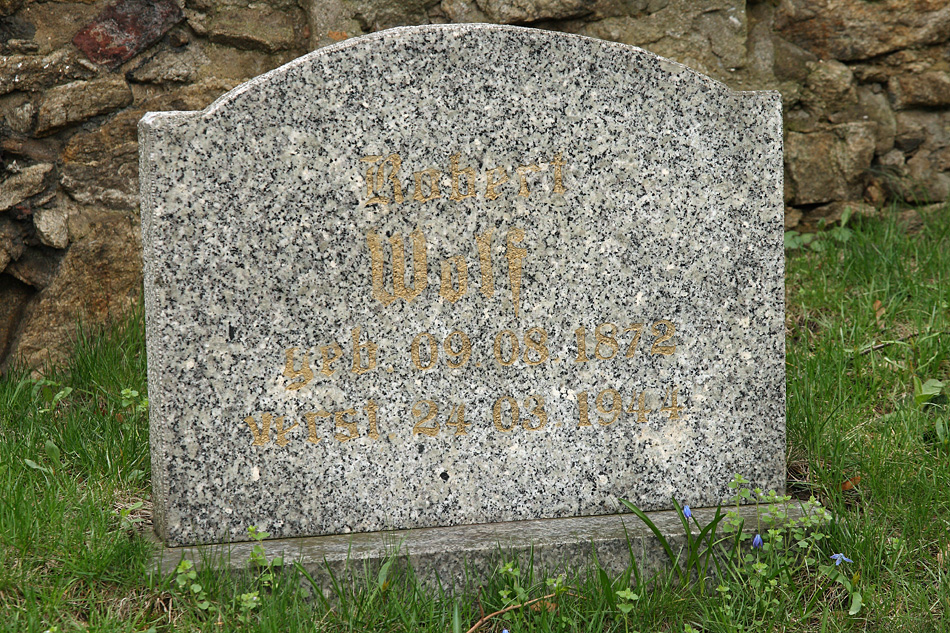 Robert
Wolf
geb. 09.08.1872
verst. 24.03.1944